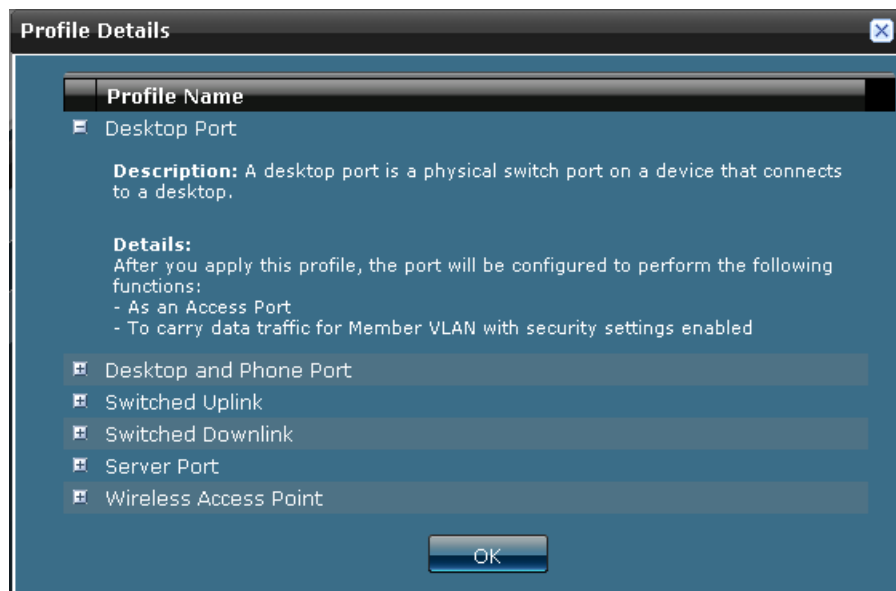 Profile Details
Profile Name
Desktop Port
Description: A desktop port is a physical switch port on a device that connects
to a desktop.
Details:
After you apply this profile, the port will be configured to perform the following
functions:
- As an Access Port
- To carry data traffic for Member VLAN with security settings enabled
Desktop and Phone Port
Switched Uplink
Switched Downlink
Server Port
Wireless Access Point
OK